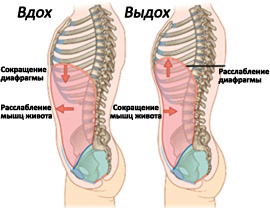 Вдох
Выдох
Сокращение
диафрагмы
Расслабление
мышц живота
Расслабление
диафрагмы
Сокращение
мышц живота